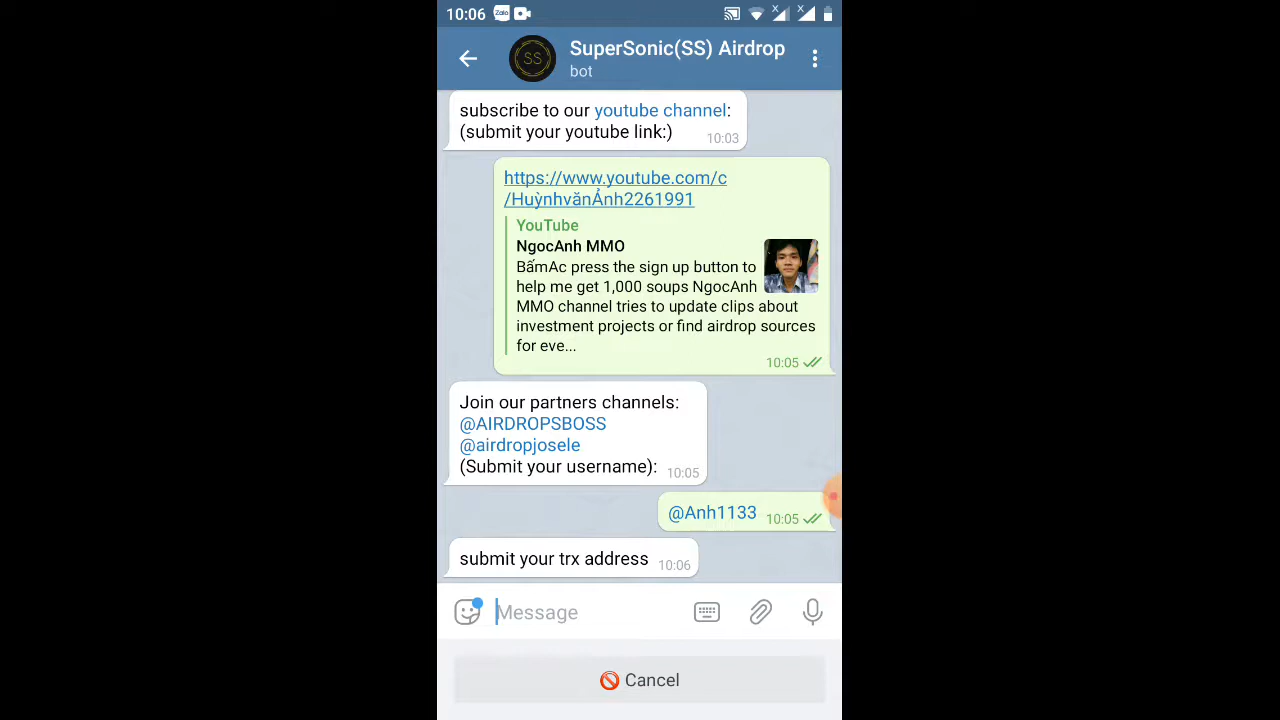 10:06 Zalo
SuperSonic(SS) Airdrop
SS
bot
subscribe to our youtube channel:
(submit your youtube link:)
10:03
https://www.youtube.com/c
/HuỳnhvănẢnh2261991
YouTube
NgocAnh MMO
BấmAc press the sign up button to
help me get 1,000 soups NgocAnh
MMO channel tries to update clips about
investment projects or find airdrop sources
for eve...
10:05
Join our partners channels:
@AIRDROPSBOSS
@airdropjosele
(Submit your username): 10:05
@Anh1133 10:05
submit your trx address 10:06
Message
Cancel